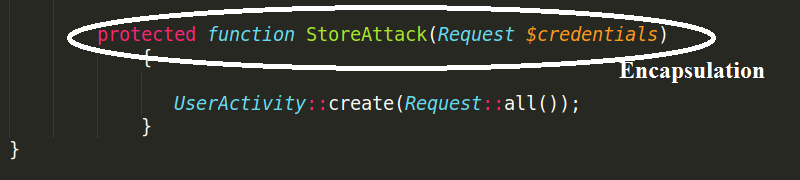 protected function StoreAttack(Request $credentials)
{
Encapsulation
UserActivity::create(Request::all());
}
}